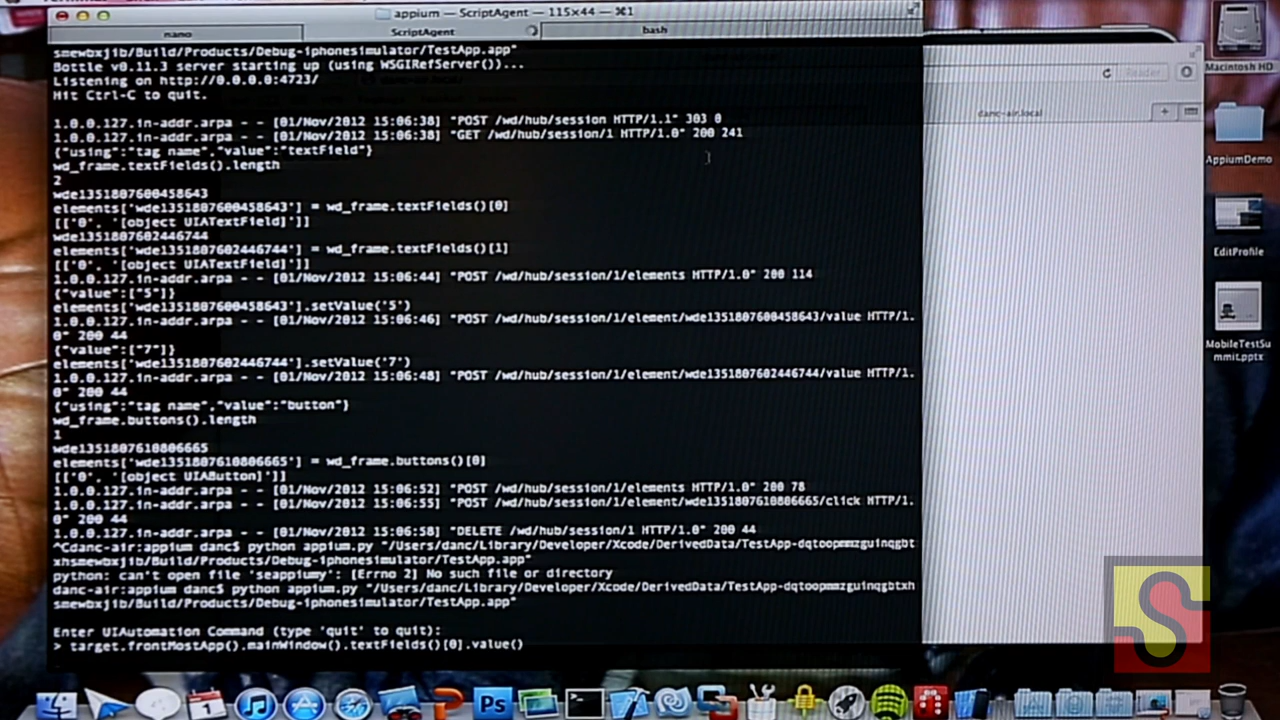 appium — ScriptAgent — 115×44 — ⌘1
nano
ScriptAgent
bash
smewbxjib/Build/Products/Debug-iphonesimulator/TestApp.app"
Bottle v0.11.3 server starting up (using WSGIRefServer())...
Listening on http://0.0.0.0:4723/
Hit Ctrl-C to quit.
1.0.0.127.in-addr.arpa - - [01/Nov/2012 15:06:38] "POST /wd/hub/session HTTP/1.1" 303 0
1.0.0.127.in-addr.arpa - - [01/Nov/2012 15:06:38] "GET /wd/hub/session/1 HTTP/1.0" 200 241
{"using":"tag name","value":"textField"}
wd_frame.textFields().length
2
wde1351807600458643
elements['wde1351807600458643'] = wd_frame.textFields()[0]
[['0', '[object UIATextField]']]
wde1351807602446744
elements['wde1351807602446744'] = wd_frame.textFields()[1]
[['0', '[object UIATextField]']]
1.0.0.127.in-addr.arpa - - [01/Nov/2012 15:06:44] "POST /wd/hub/session/1/elements HTTP/1.0" 200 114
{"value":["5"]}
elements['wde1351807600458643'].setValue('5')
1.0.0.127.in-addr.arpa - - [01/Nov/2012 15:06:46] "POST /wd/hub/session/1/element/wde1351807600458643/value HTTP/1.
0" 200 44
{"value":["7"]}
elements['wde1351807602446744'].setValue('7')
1.0.0.127.in-addr.arpa - - [01/Nov/2012 15:06:48] "POST /wd/hub/session/1/element/wde1351807602446744/value HTTP/1.
0" 200 44
{"using":"tag name","value":"button"}
wd_frame.buttons().length
1
wde1351807610806665
elements['wde1351807610806665'] = wd_frame.buttons()[0]
[['0', '[object UIAButton]']]
1.0.0.127.in-addr.arpa - - [01/Nov/2012 15:06:52] "POST /wd/hub/session/1/elements HTTP/1.0" 200 78
1.0.0.127.in-addr.arpa - - [01/Nov/2012 15:06:55] "POST /wd/hub/session/1/element/wde1351807610806665/click HTTP/1.
0" 200 44
1.0.0.127.in-addr.arpa - - [01/Nov/2012 15:06:58] "DELETE /wd/hub/session/1 HTTP/1.0" 200 44
^Cdanc-air:appium danc$ python appium.py "/Users/danc/Library/Developer/Xcode/DerivedData/TestApp-dqtoopmmzguinqgbt
xhsmewbxjib/Build/Products/Debug-iphonesimulator/TestApp.app"
python: can't open file 'seappiumy': [Errno 2] No such file or directory
danc-air:appium danc$ python appium.py "/Users/danc/Library/Developer/Xcode/DerivedData/TestApp-dqtoopmmzguinqgbtxh
smewbxjib/Build/Products/Debug-iphonesimulator/TestApp.app"
Enter UIAutomation Command (type 'quit' to quit):
> target.frontMostApp().mainWindow().textFields()[0].value()
Reader
danc-air.local
Macintosh HD
AppiumDemo
EditProfile
MobileTestSu
mmit.pptx
S
1
Ps